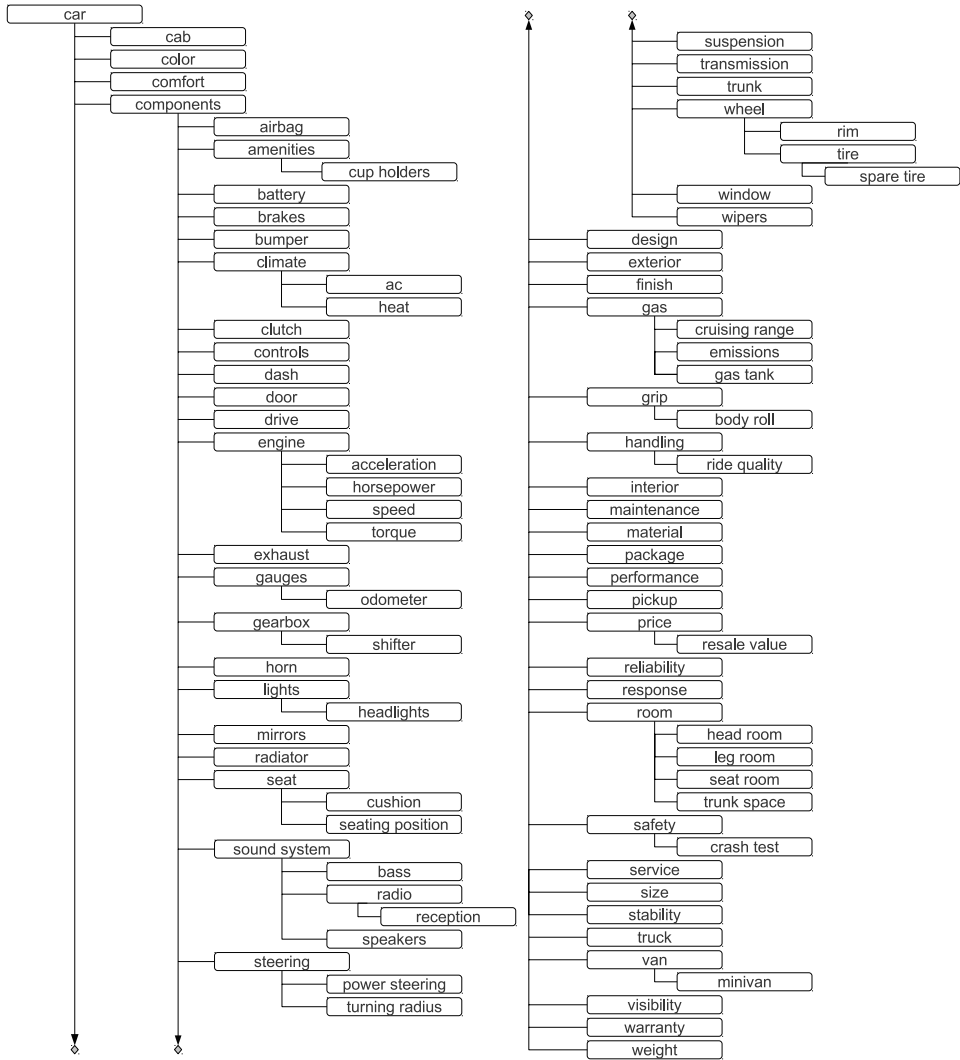 car
cab
color
comfort
components
airbag
amenities
cup holders
battery
brakes
bumper
climate
ac
heat
clutch
controls
dash
door
drive
engine
acceleration
horsepower
speed
torque
exhaust
gauges
odometer
gearbox
shifter
horn
lights
headlights
mirrors
radiator
seat
cushion
seating position
sound system
bass
radio
reception
speakers
steering
power steering
turning radius
suspension
transmission
trunk
wheel
rim
tire
spare tire
window
wipers
design
exterior
finish
gas
cruising range
emissions
gas tank
grip
body roll
handling
ride quality
interior
maintenance
material
package
performance
pickup
price
resale value
reliability
response
room
head room
leg room
seat room
trunk space
safety
crash test
service
size
stability
truck
van
minivan
visibility
warranty
weight